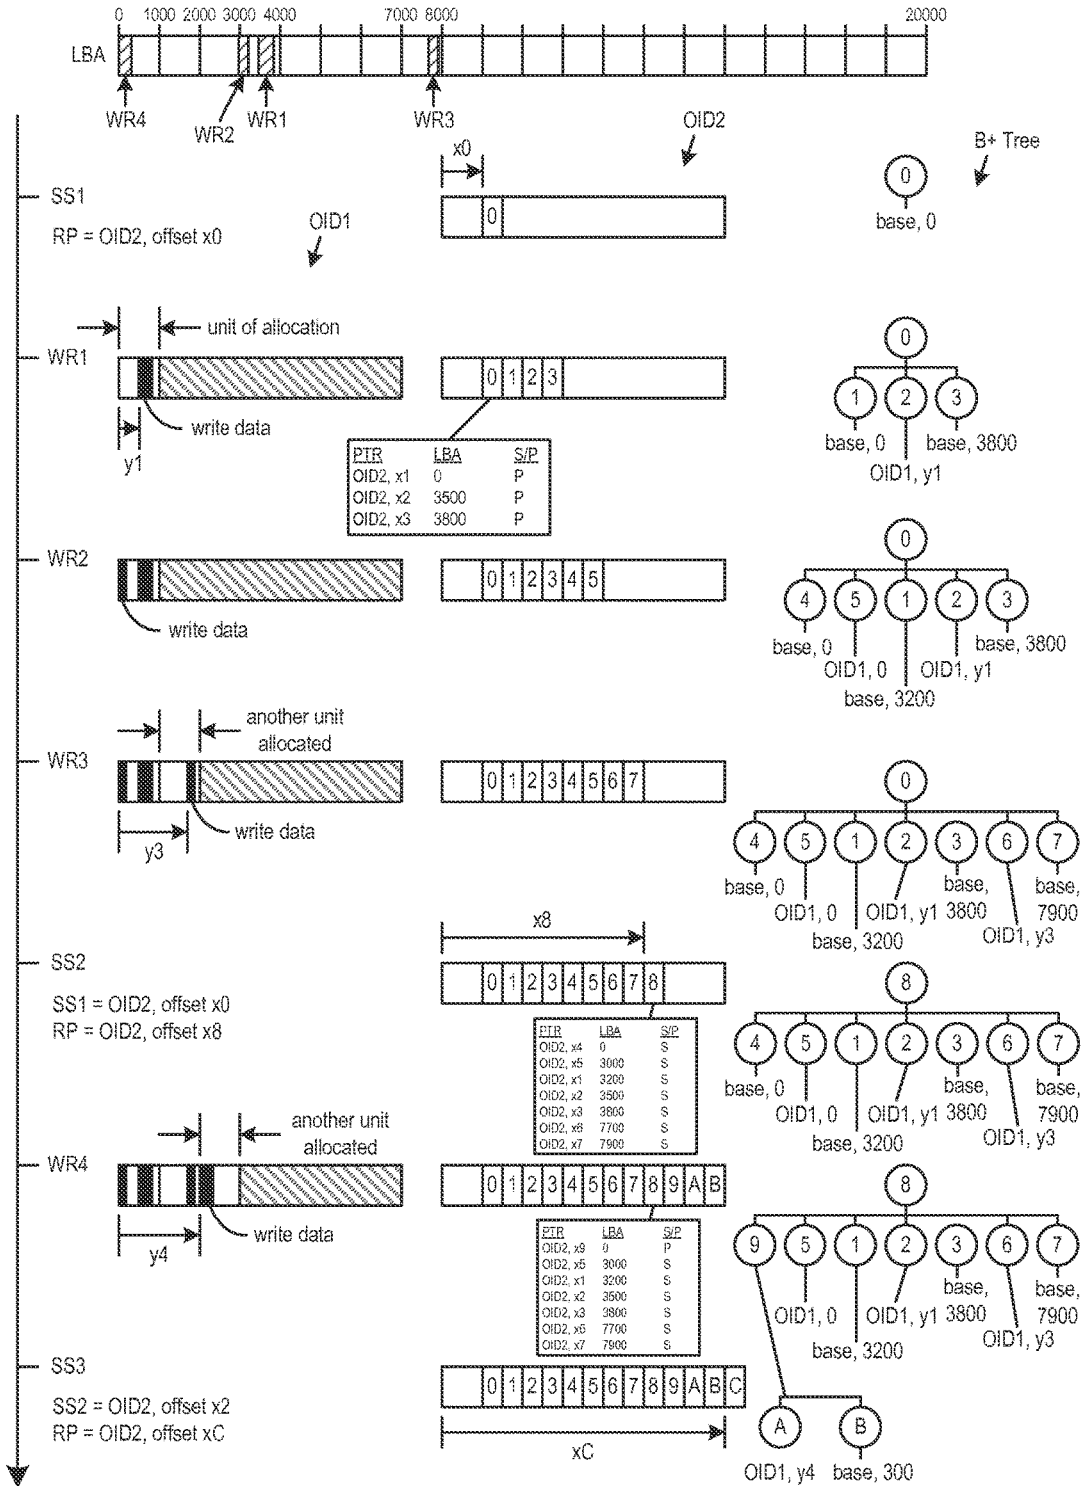 0 1000 2000 3000 4000 7000 8000 20000
LBA
WR4 WR2 WR1 WR3 OID2
B+ Tree
x0
SS1
0
0
base, 0
RP = OID2, offset x0
OID1
unit of allocation
WR1
0 1 2 3
0
1 2 3
base, 0 base, 3800
OID1, y1
write data
y1
PTR LBA S/P
OID2, x1 0 P
OID2, x2 3500 P
OID2, x3 3800 P
WR2
0 1 2 3 4 5
0
4 5 1 2 3
base, 0 base, 3800
OID1, 0 OID1, y1
base, 3200
write data
another unit
allocated
WR3
0 1 2 3 4 5 6 7
0
4 5 1 2 3 6 7
write data
y3
base, 0 base,
3800 base,
7900
OID1, 0 OID1, y1
OID1, y3
base, 3200
x8
SS2
0 1 2 3 4 5 6 7 8
8
SS1 = OID2, offset x0
RP = OID2, offset x8
PTR LBA S/P
OID2, x4 0 S
OID2, x5 3000 S
OID2, x1 3200 S
OID2, x2 3500 S
OID2, x3 3800 S
OID2, x6 7700 S
OID2, x7 7900 S
4 5 1 2 3 6 7
base, 0 base,
3800 base,
7900
OID1, 0 OID1, y1
OID1, y3
base, 3200
another unit
allocated
WR4
0 1 2 3 4 5 6 7 8 9 A B
8
write data
y4
PTR LBA S/P
OID2, x9 0 P
OID2, x5 3000 S
OID2, x1 3200 S
OID2, x2 3500 S
OID2, x3 3800 S
OID2, x6 7700 S
OID2, x7 7900 S
9 5 1 2 3 6 7
base,
3800 base,
7900
OID1, 0 OID1, y1
OID1, y3
base, 3200
SS3
0 1 2 3 4 5 6 7 8 9 A B C
SS2 = OID2, offset x2
RP = OID2, offset xC
xC
A B
OID1, y4 base, 300